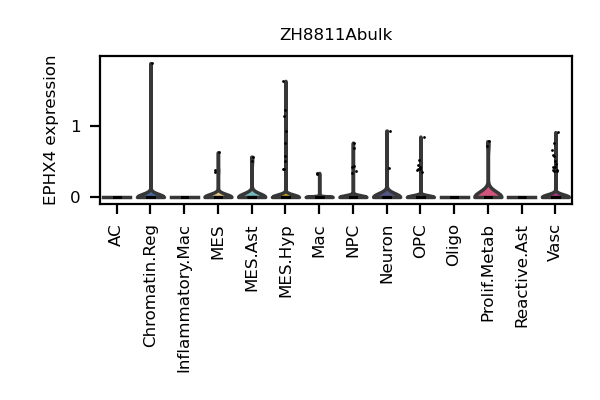 ZH8811Abulk
EPHX4 expression
1
0
AC
Chromatin.Reg
Inflammatory.Mac
MES
MES.Ast
MES.Hyp
Mac
NPC
Neuron
OPC
Oligo
Prolif.Metab
Reactive.Ast
Vasc